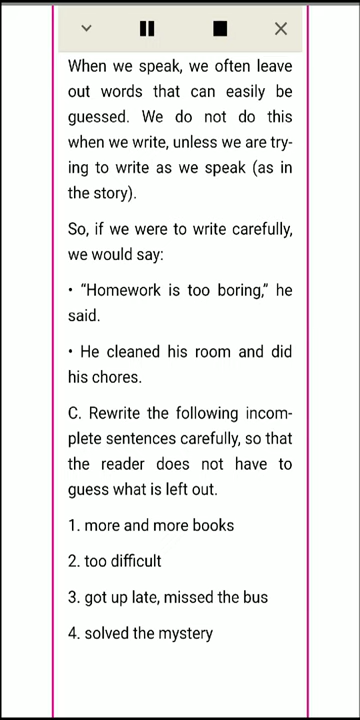 When we speak, we often leave
out words that can easily be
guessed. We do not do this
when we write, unless we are try-
ing to write as we speak (as in
the story).
So, if we were to write carefully,
we would say:
• “Homework is too boring,” he
said.
• He cleaned his room and did
his chores.
C. Rewrite the following incom-
plete sentences carefully, so that
the reader does not have to
guess what is left out.
1. more and more books
2. too difficult
3. got up late, missed the bus
4. solved the mystery